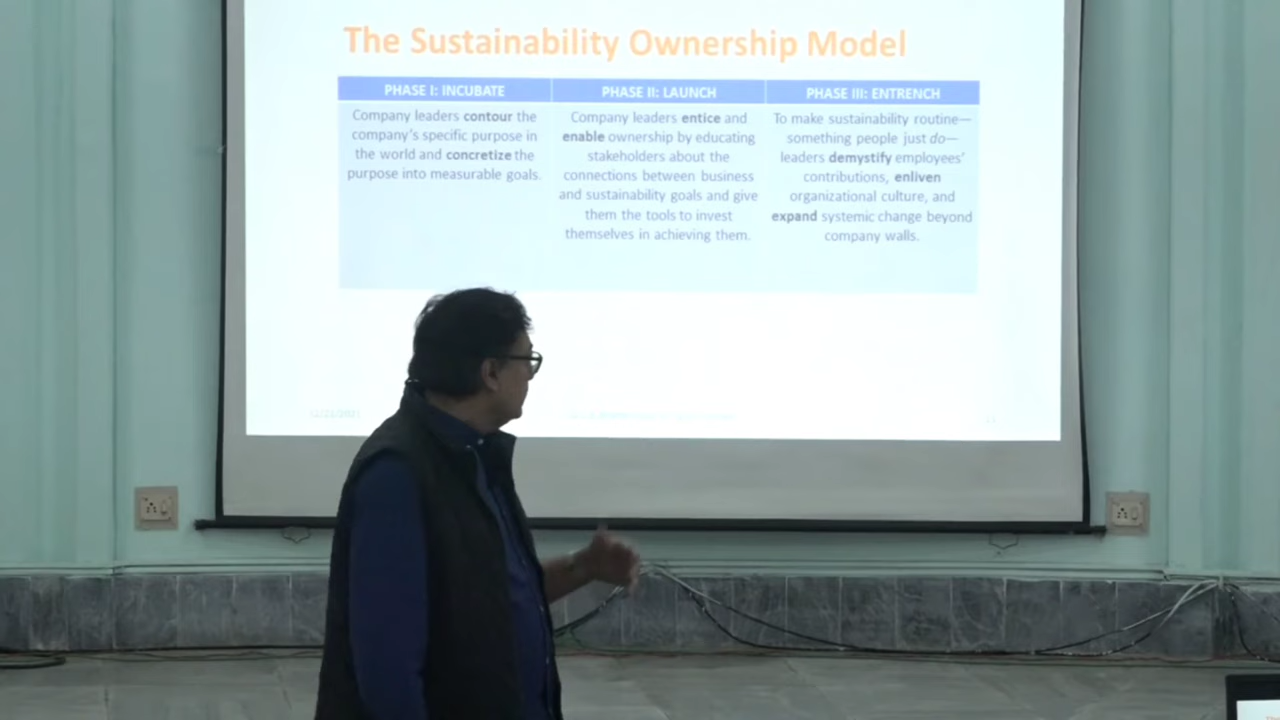 The Sustainability Ownership Model
PHASE I: INCUBATE
Company leaders contour the
company's specific purpose in
the world and concretize the
purpose into measurable goals.
PHASE II: LAUNCH
Company leaders entice and
enable ownership by educating
stakeholders about the
connections between business
and sustainability goals and give
them the tools to invest
themselves in achieving them.
PHASE III: ENTRENCH
To make sustainability routine—
something people just do—
leaders demystify employees'
contributions, enliven
organizational culture, and
expand systemic change beyond
company walls.